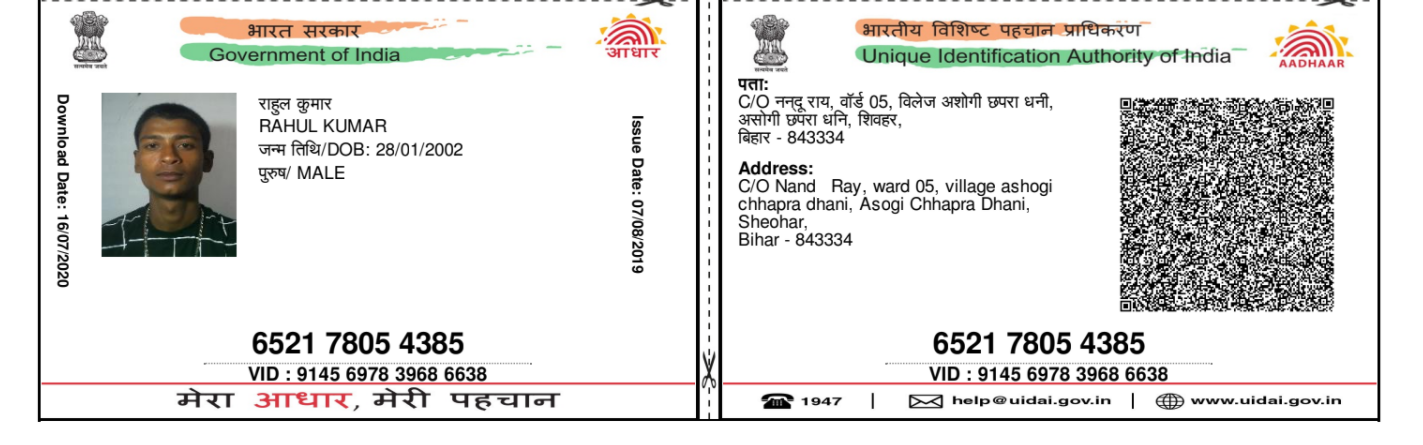 भारत सरकार
Government of India
सत्यमेव जयते
आधार
Download Date: 16/07/2020
राहुल कुमार
RAHUL KUMAR
जन्म तिथि/DOB: 28/01/2002
पुरुष/ MALE
Issue Date: 07/08/2019
6521 7805 4385
VID : 9145 6978 3968 6638
मेरा आधार, मेरी पहचान
भारतीय विशिष्ट पहचान प्राधिकरण
Unique Identification Authority of India
सत्यमेव जयते
AADHAAR
पता:
C/O ननदू राय, वॉर्ड 05, विलेज अशोगी छपरा धनी,
असोगी छपरा धनि, शिवहर,
बिहार - 843334
Address:
C/O Nand Ray, ward 05, village ashogi
chhapra dhani, Asogi Chhapra Dhani,
Sheohar,
Bihar - 843334
6521 7805 4385
VID : 9145 6978 3968 6638
1947 | help@uidai.gov.in | www.uidai.gov.in